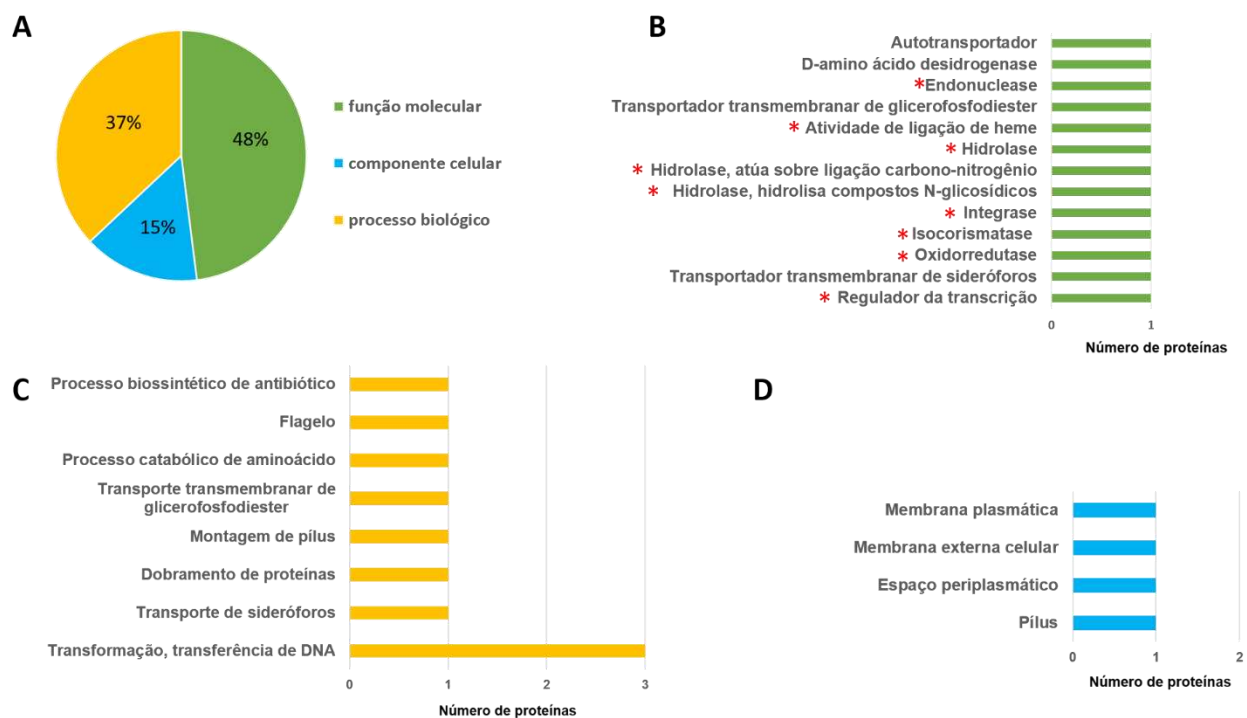 A
48%
15%
37%
função molecular
componente celular
processo biológico
B
Autotransportador
D-amino ácido desidrogenase
*Endonuclease
Transportador transmembranar de glicerofosfodiester
* Atividade de ligação de heme
* Hidrolase
* Hidrolase, atúa sobre ligação carbono-nitrogênio
* Hidrolase, hidrolisa compostos N-glicosídicos
* Integrase
* Isocorismatase
* Oxidorredutase
Transportador transmembranar de sideróforos
* Regulador da transcrição
0 1
Número de proteínas
C
Processo biossintético de antibiótico
Flagelo
Processo catabólico de aminoácido
Transporte transmembranar de
glicerofosfodiester
Montagem de pílus
Dobramento de proteínas
Transporte de sideróforos
Transformação, transferência de DNA
0 1 2 3
Número de proteínas
D
Membrana plasmática
Membrana externa celular
Espaço periplasmático
Pílus
0 1 2
Número de proteínas